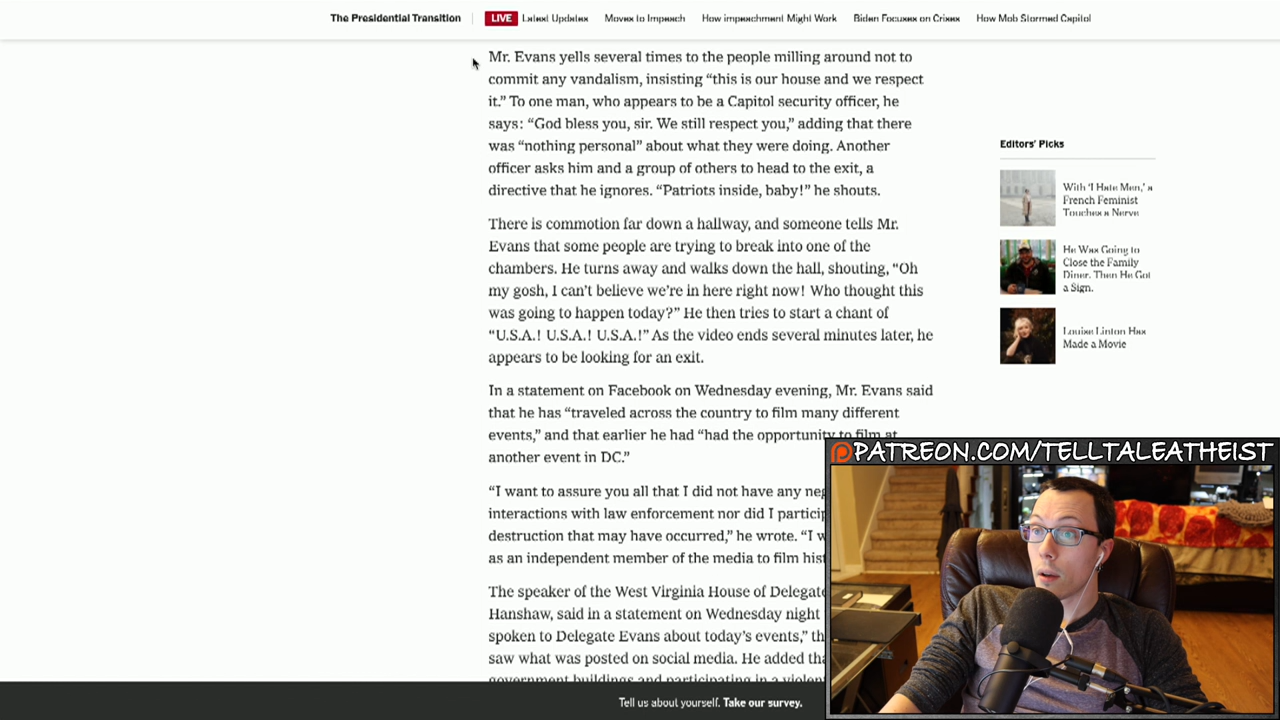 The Presidential Transition
LIVE Latest Updates Moves to Impeach How Impeachment Might Work Biden Focuses on Crises How Mob Stormed Capitol
Mr. Evans yells several times to the people milling around not to
commit any vandalism, insisting “this is our house and we respect
it.” To one man, who appears to be a Capitol security officer, he
says: “God bless you, sir. We still respect you,” adding that there
was “nothing personal” about what they were doing. Another
officer asks him and a group of others to head to the exit, a
directive that he ignores. “Patriots inside, baby!” he shouts.
There is commotion far down a hallway, and someone tells Mr.
Evans that some people are trying to break into one of the
chambers. He turns away and walks down the hall, shouting, “Oh
my gosh, I can’t believe we’re in here right now! Who thought this
was going to happen today?” He then tries to start a chant of
“U.S.A.! U.S.A.! U.S.A.!” As the video ends several minutes later, he
appears to be looking for an exit.
In a statement on Facebook on Wednesday evening, Mr. Evans said
that he has “traveled across the country to film many different
events,” and that earlier he had “had the opportunity to film at
another event in DC.”
“I want to assure you all that I did not have any neg
interactions with law enforcement nor did I particip
destruction that may have occurred,” he wrote. “I w
as an independent member of the media to film hist
The speaker of the West Virginia House of Delegate
Hanshaw, said in a statement on Wednesday night
spoken to Delegate Evans about today’s events,” th
saw what was posted on social media. He added tha
government buildings and participating in a violen
Editors’ Picks
With ‘I Hate Men,’ a
French Feminist
Touches a Nerve
He Was Going to
Close the Family
Diner. Then He Got
a Sign.
Louise Linton Has
Made a Movie
PATREON.COM/TELLTALEATHEIST
Tell us about yourself. Take our survey.